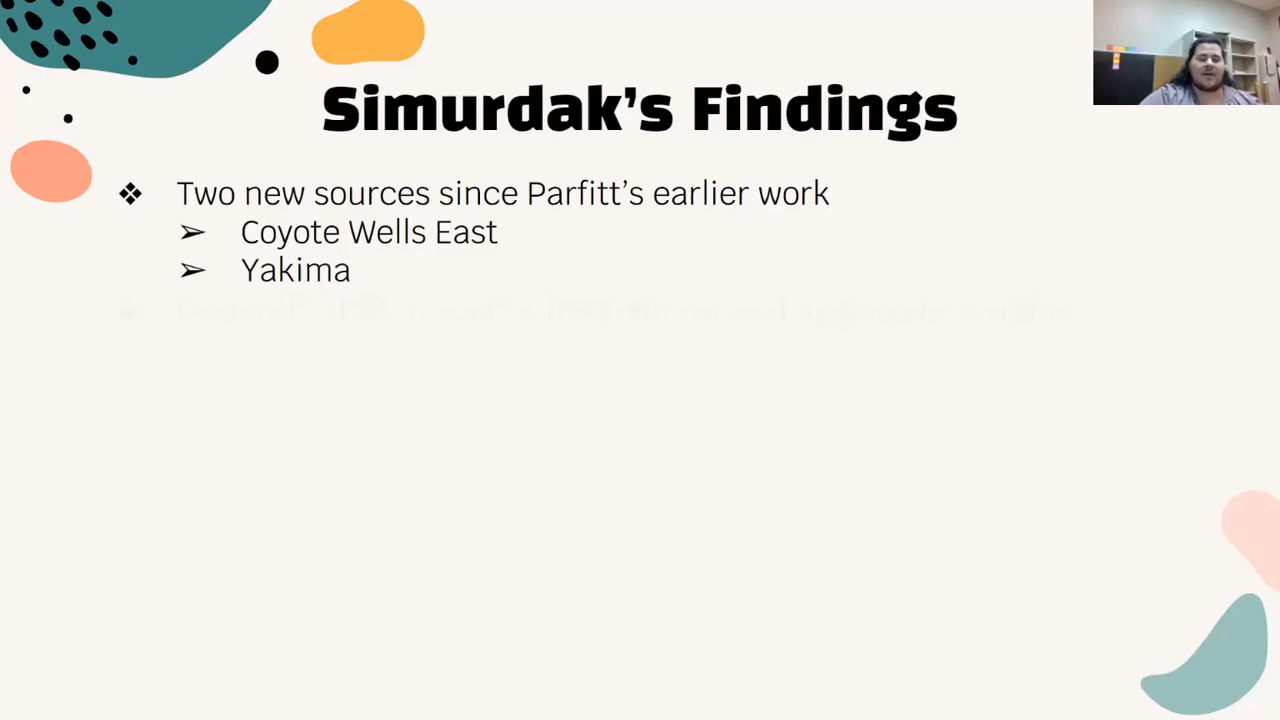 Simurdak’s Findings
❖ Two new sources since Parfitt’s earlier work
➢ Coyote Wells East
➢ Yakima